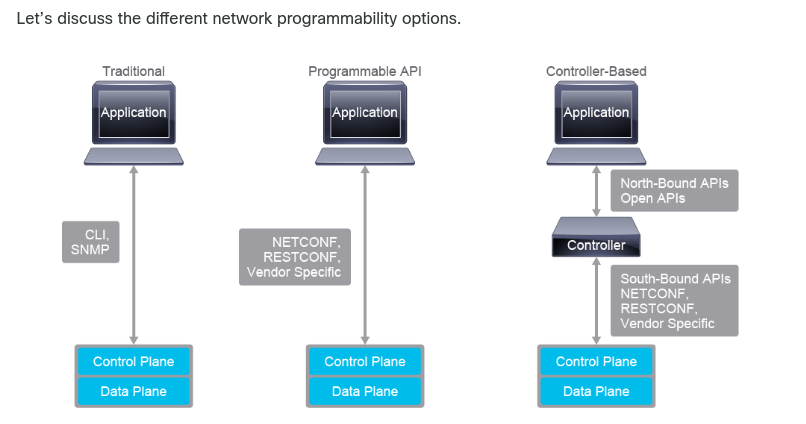 Let's discuss the different network programmability options.
Traditional
Application
CLI,
SNMP
Control Plane
Data Plane
Programmable API
Application
NETCONF,
RESTCONF,
Vendor Specific
Control Plane
Data Plane
Controller-Based
Application
North-Bound APIs
Open APIs
Controller
South-Bound APIs
NETCONF,
RESTCONF,
Vendor Specific
Control Plane
Data Plane